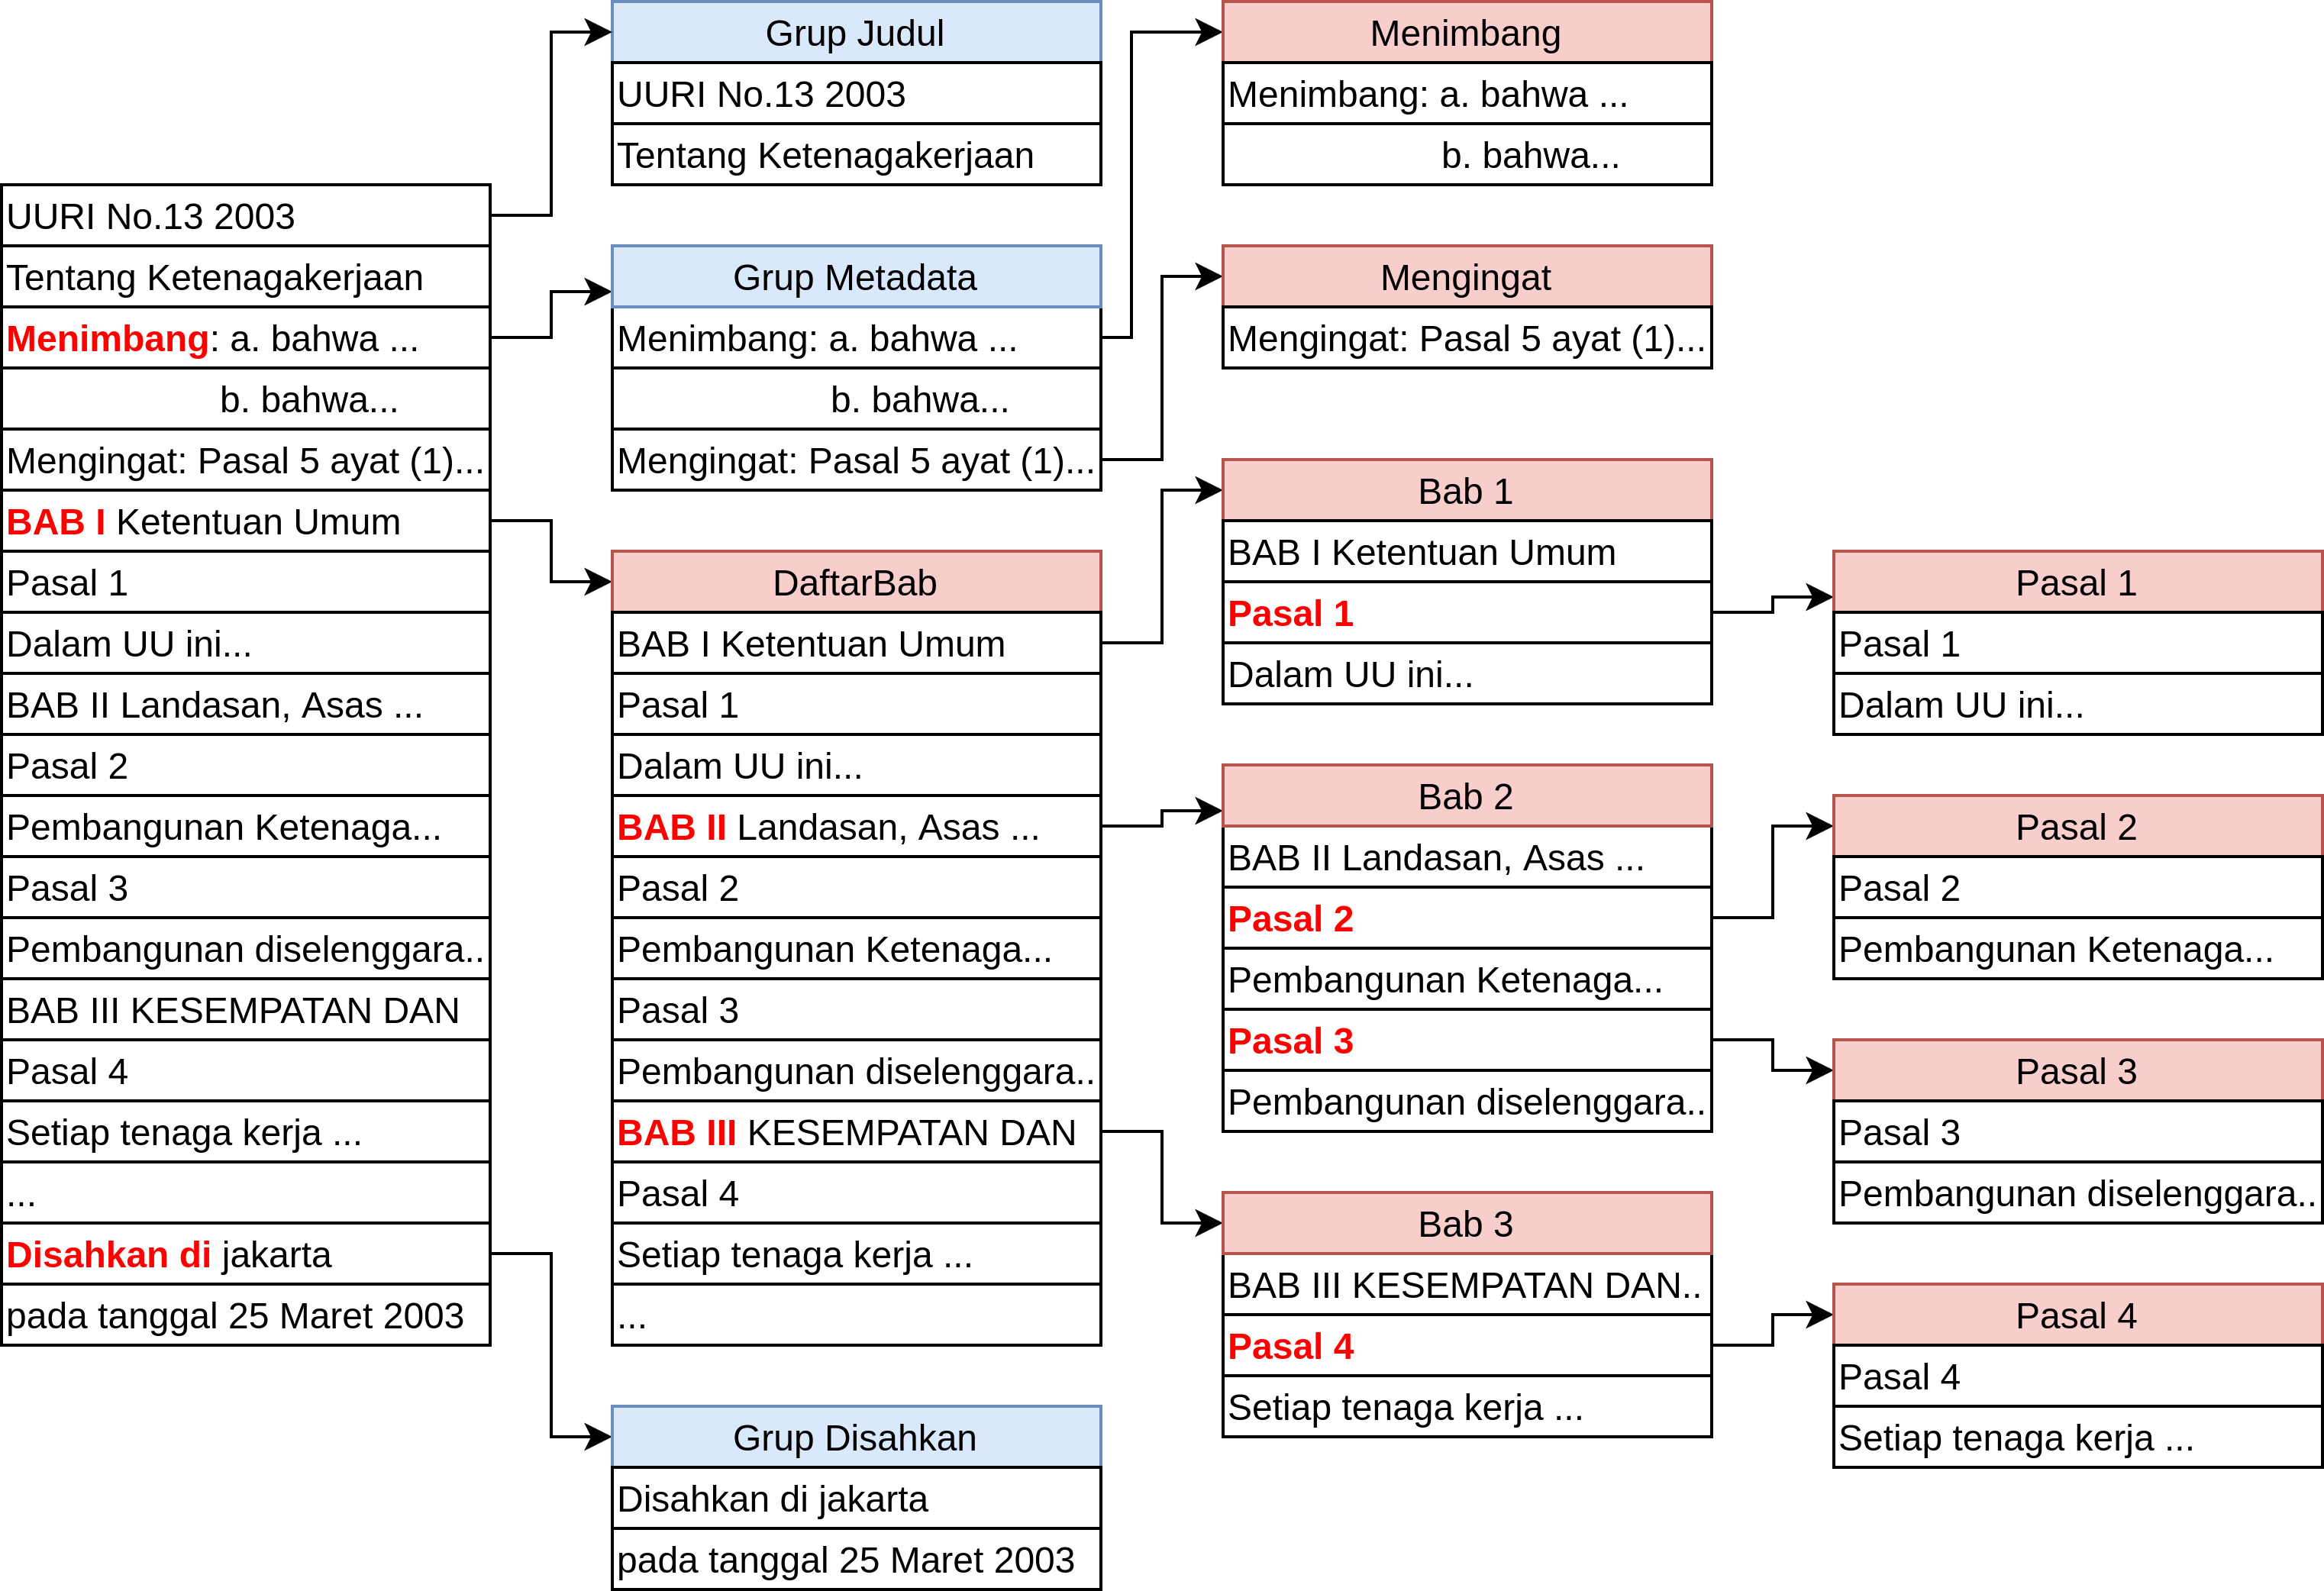 UURI No.13 2003
Tentang Ketenagakerjaan
Menimbang: a. bahwa ...
b. bahwa...
Mengingat: Pasal 5 ayat (1)...
BAB I Ketentuan Umum
Pasal 1
Dalam UU ini...
BAB II Landasan, Asas ...
Pasal 2
Pembangunan Ketenaga...
Pasal 3
Pembangunan diselenggara..
BAB III KESEMPATAN DAN
Pasal 4
Setiap tenaga kerja ...
...
Disahkan di jakarta
pada tanggal 25 Maret 2003
Grup Judul
UURI No.13 2003
Tentang Ketenagakerjaan
Grup Metadata
Menimbang: a. bahwa ...
b. bahwa...
Mengingat: Pasal 5 ayat (1)...
DaftarBab
BAB I Ketentuan Umum
Pasal 1
Dalam UU ini...
BAB II Landasan, Asas ...
Pasal 2
Pembangunan Ketenaga...
Pasal 3
Pembangunan diselenggara..
BAB III KESEMPATAN DAN
Pasal 4
Setiap tenaga kerja ...
...
Grup Disahkan
Disahkan di jakarta
pada tanggal 25 Maret 2003
Menimbang
Menimbang: a. bahwa ...
b. bahwa...
Mengingat
Mengingat: Pasal 5 ayat (1)...
Bab 1
BAB I Ketentuan Umum
Pasal 1
Dalam UU ini...
Bab 2
BAB II Landasan, Asas ...
Pasal 2
Pembangunan Ketenaga...
Pasal 3
Pembangunan diselenggara..
Bab 3
BAB III KESEMPATAN DAN..
Pasal 4
Setiap tenaga kerja ...
Pasal 1
Pasal 1
Dalam UU ini...
Pasal 2
Pasal 2
Pembangunan Ketenaga...
Pasal 3
Pasal 3
Pembangunan diselenggara..
Pasal 4
Pasal 4
Setiap tenaga kerja ...